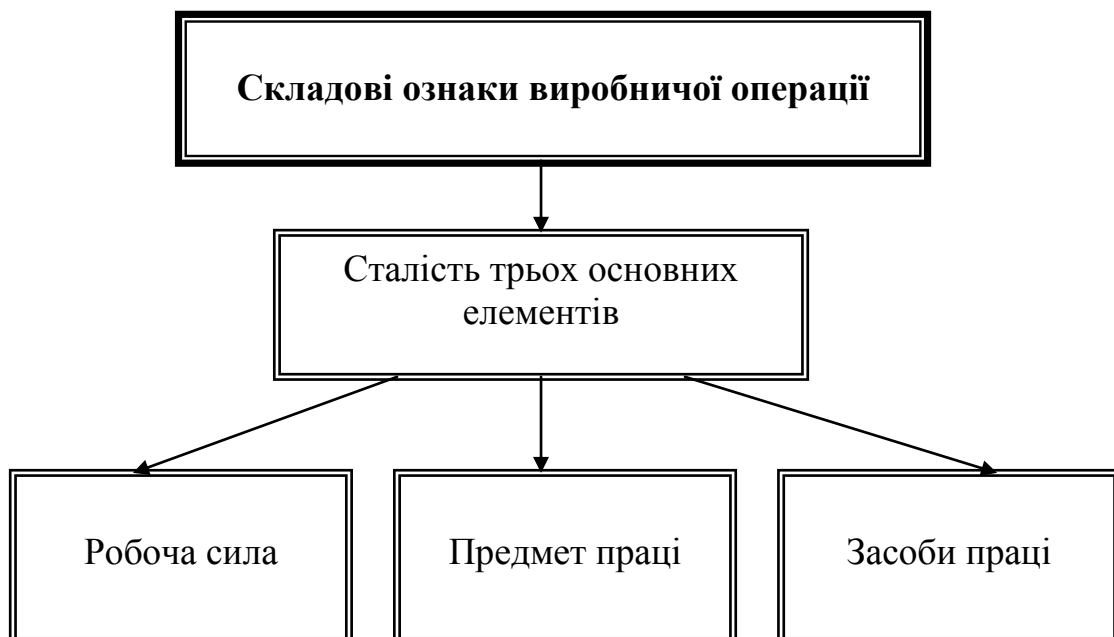 Складові ознаки виробничої операції
Сталість трьох основних
елементів
Робоча сила
Предмет праці
Засоби праці